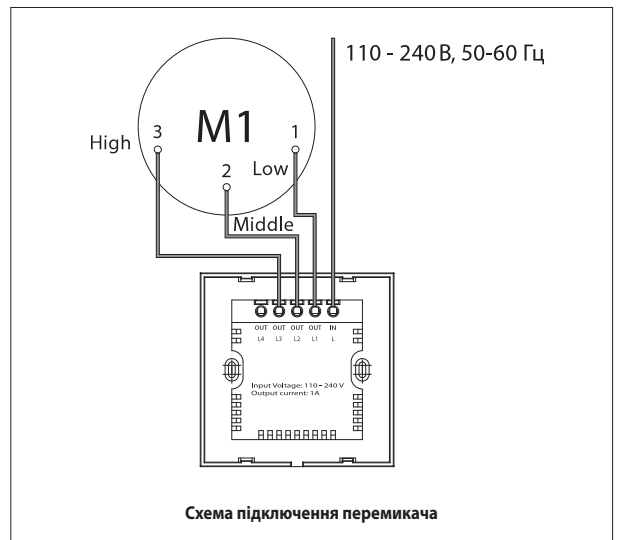 110 - 240 В, 50-60 Гц
M1
3
1
High
2
Low
Middle
OUT OUT OUT OUT IN
L4 L3 L2 L1 L
Input Voltage: 110 – 240 V
Output current: 1A
Схема підключення перемикача